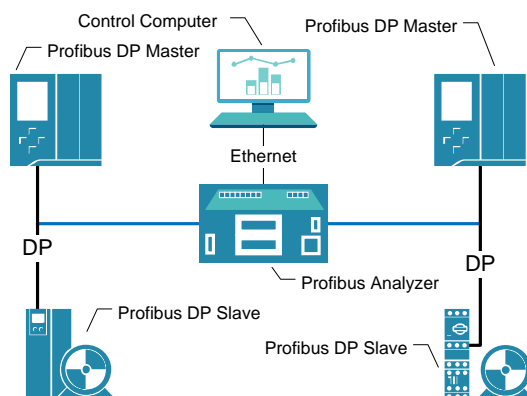 Control Computer
Profibus DP Master
Profibus DP Master
Ethernet
DP
DP
Profibus Analyzer
Profibus DP Slave
Profibus DP Slave